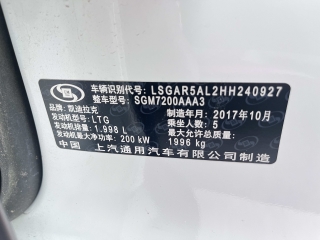 车辆识别代号: LSGAR5AL2HH240927
整车型号: SGM7200AAA3
品牌: 凯迪拉克 制造年月: 2017年10月
发动机型号: LTG 乘坐人数: 5
发动机排量: 1.998 L 最大允许总质量:
发动机最大净功率: 200 kW 1996 kg
中国 上汽通用汽车有限公司制造